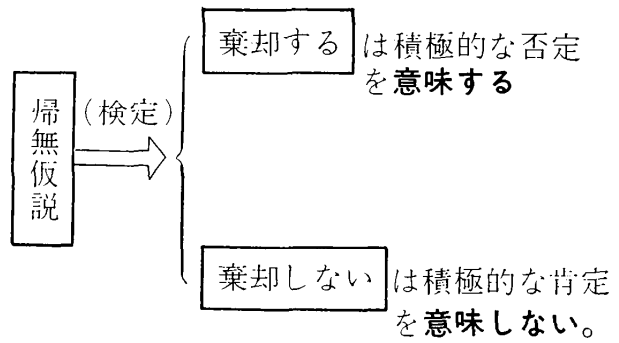 帰無仮説
(検定)
棄却する は積極的な否定
を意味する
棄却しない は積極的な肯定
を意味しない。